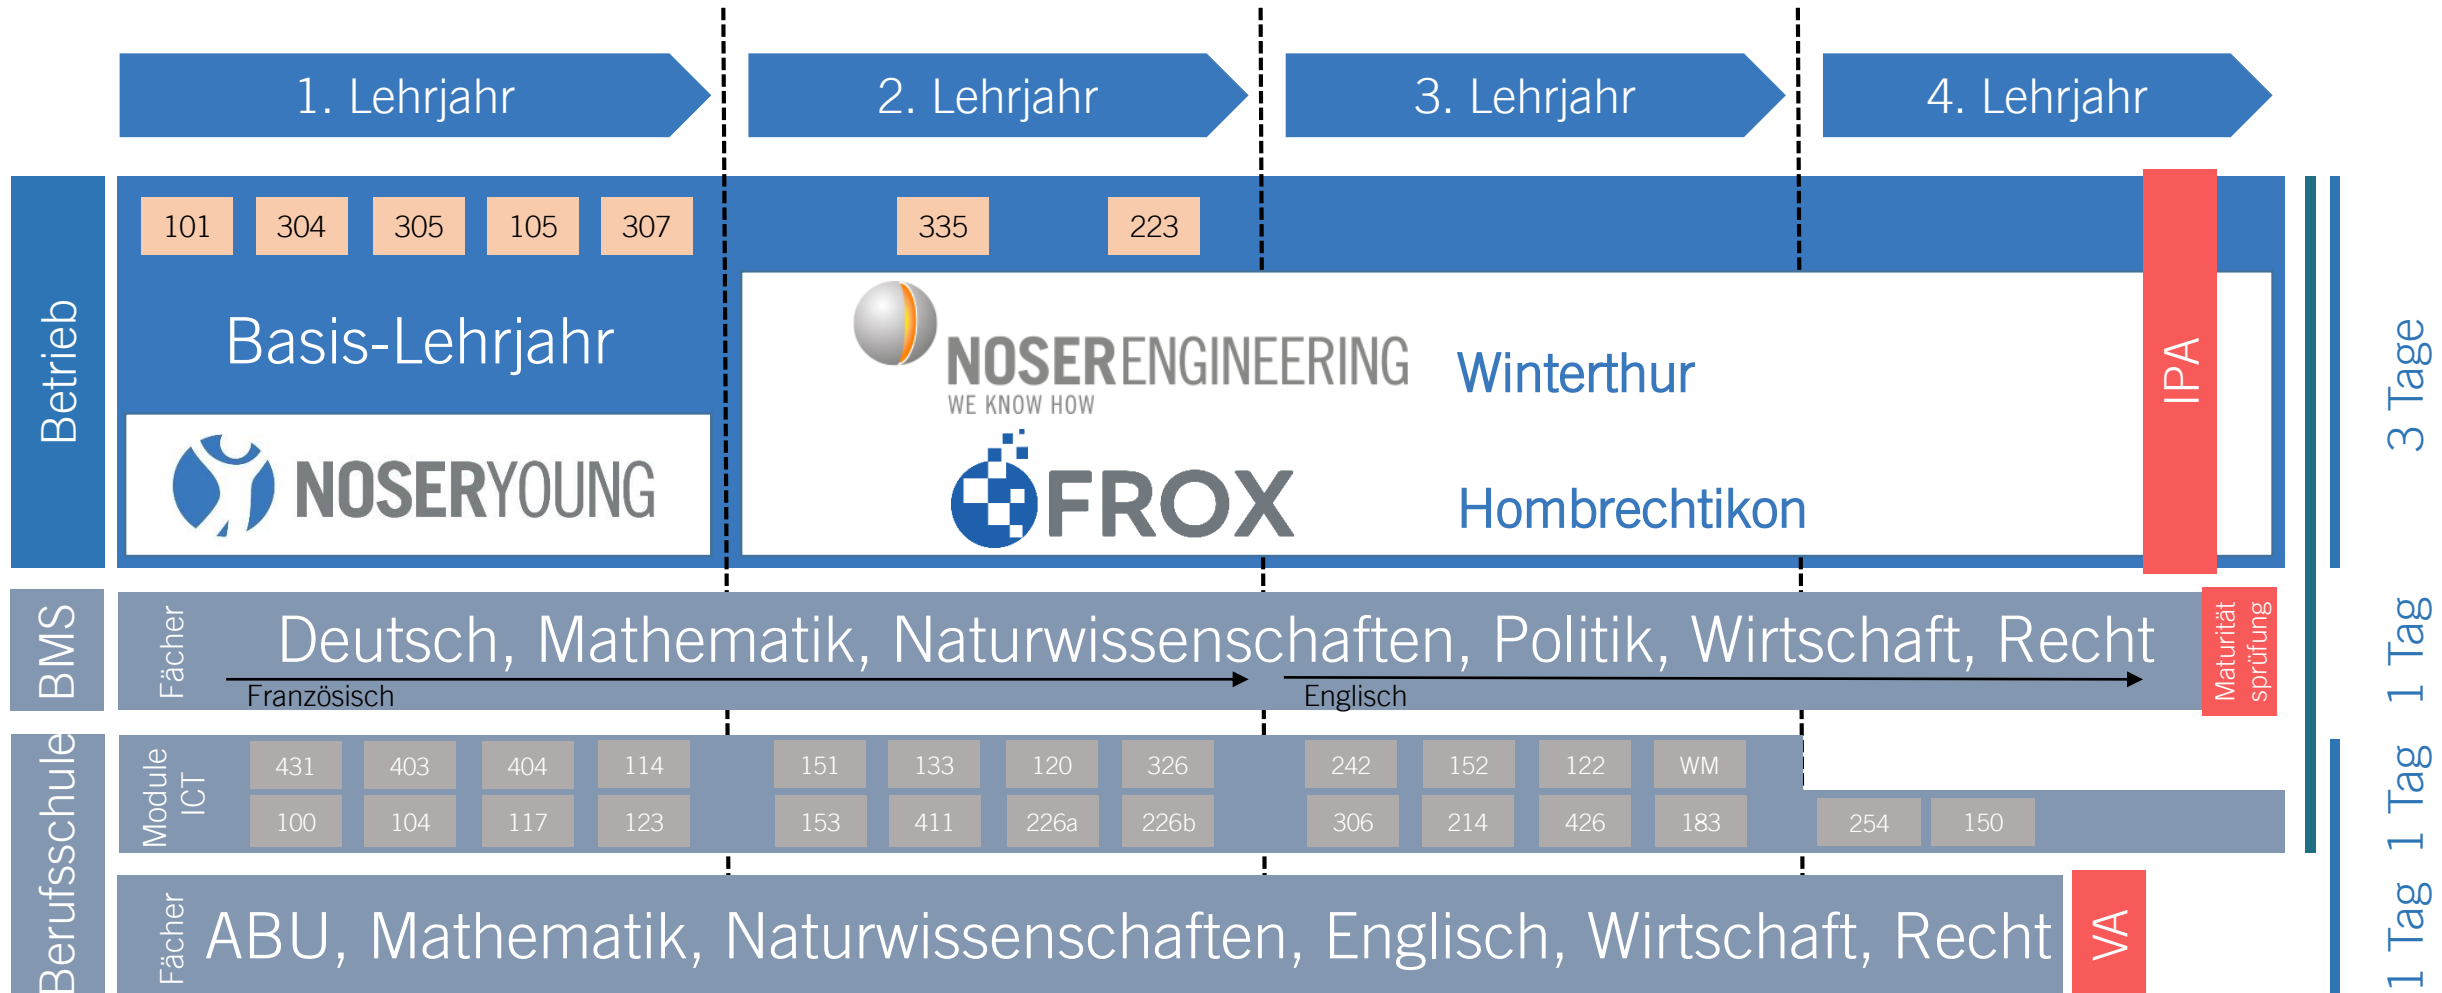 1. Lehrjahr
2. Lehrjahr
3. Lehrjahr
4. Lehrjahr
Betrieb
101 304 305 105 307 335 223
Basis-Lehrjahr
NOSERYOUNG
NOSERENGINEERING
WE KNOW HOW
Winterthur
FROX
Hombrechtikon
IPA
3 Tage
BMS
Fächer
Deutsch, Mathematik, Naturwissenschaften, Politik, Wirtschaft, Recht
Französisch
Englisch
Maturität
sprüfung
1 Tag
Berufsschule
Module
ICT
431 403 404 114 151 133 120 326 242 152 122 WM
100 104 117 123 153 411 226a 226b 306 214 426 183 254 150
1 Tag
Fächer
ABU, Mathematik, Naturwissenschaften, Englisch, Wirtschaft, Recht
VA
1 Tag